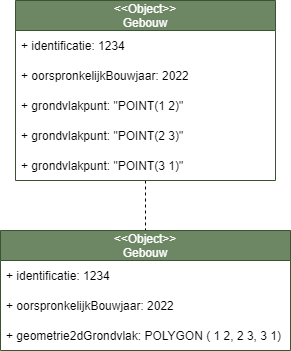 <<Object>>
Gebouw
+ identificatie: 1234
+ oorspronkelijkBouwjaar: 2022
+ grondvlakpunt: "POINT(1 2)"
+ grondvlakpunt: "POINT(2 3)"
+ grondvlakpunt: "POINT(3 1)"
<<Object>>
Gebouw
+ identificatie: 1234
+ oorspronkelijkBouwjaar: 2022
+ geometrie2dGrondvlak: POLYGON ( 1 2, 2 3, 3 1)